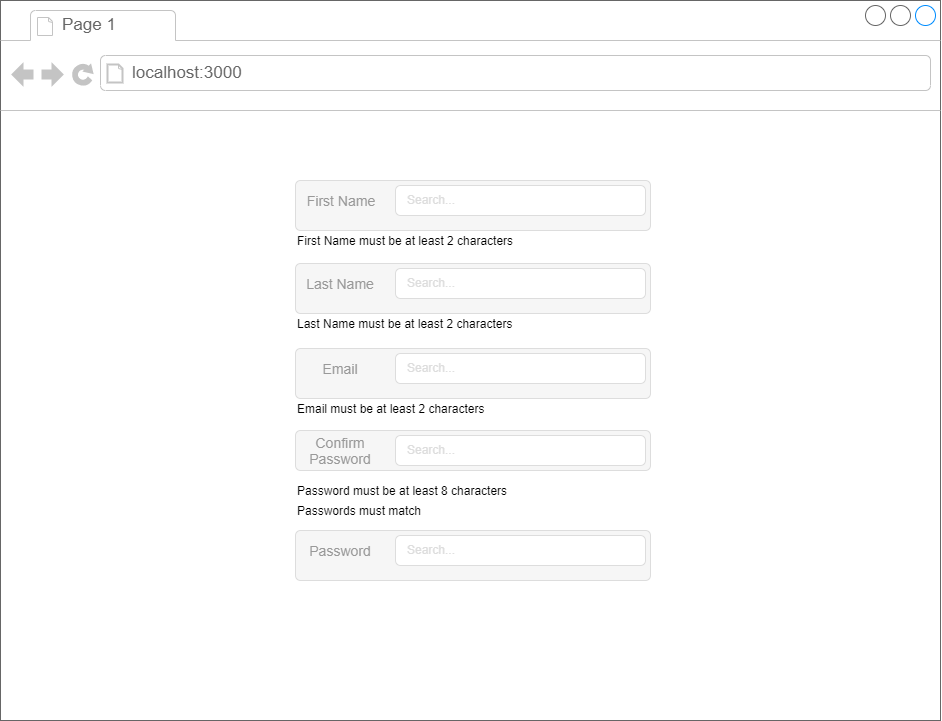 Page 1
localhost:3000
First Name
Search...
First Name must be at least 2 characters
Last Name
Search...
Last Name must be at least 2 characters
Email
Search...
Email must be at least 2 characters
Confirm
Password
Search...
Password must be at least 8 characters
Passwords must match
Password
Search...